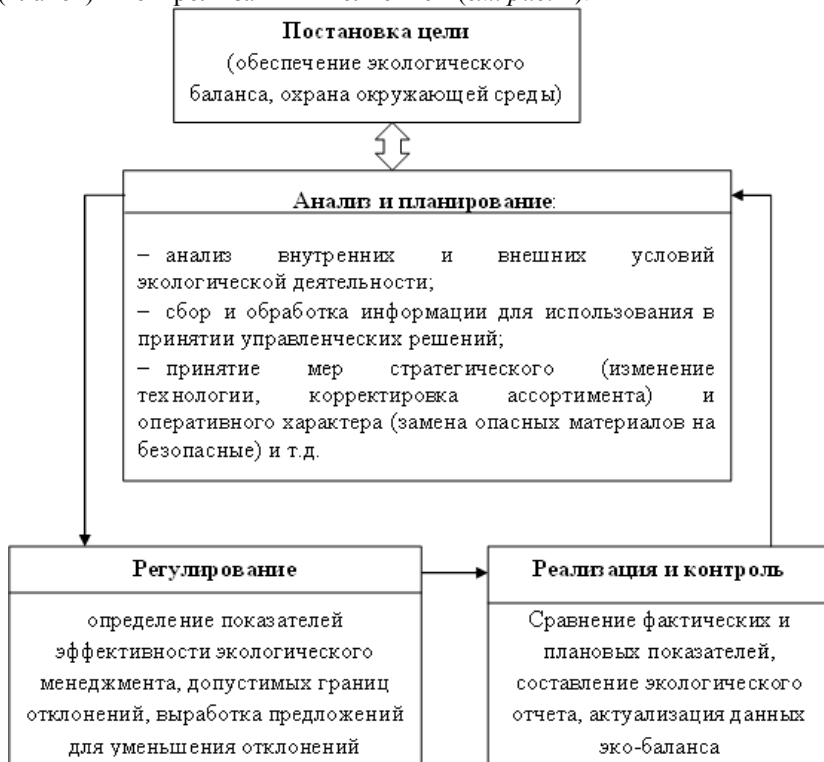 Постановка цели
(обеспечение экологического
баланса, охрана окружающей среды)
Анализ и планирование:
– анализ внутренних и внешних условий
экологической деятельности;
– сбор и обработка информации для использования в
принятии управленческих решений;
– принятие мер стратегического (изменение
технологии, корректировка ассортимента) и
оперативного характера (замена опасных материалов на
безопасные) и т.д.
Регулирование
определение показателей
эффективности экологического
менеджмента, допустимых границ
отклонений, выработка предложений
для уменьшения отклонений
Реализация и контроль
Сравнение фактических и
плановых показателей,
составление экологического
отчета, актуализация данных
эко-баланса